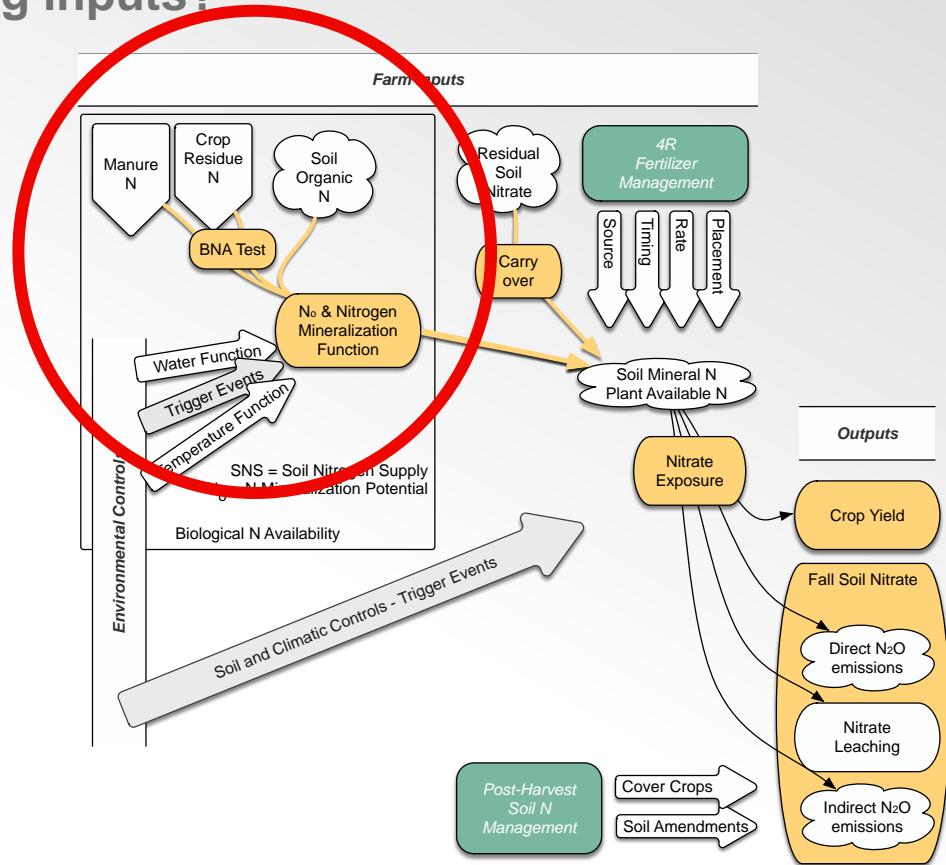 g inputs?
Farm Inputs
Manure
N
Crop
Residue
N
Soil
Organic
N
Residual
Soil
Nitrate
4R
Fertilizer
Management
BNA Test
Carry
over
Source
Timing
Rate
Placement
No & Nitrogen
Mineralization
Function
Water Function
Trigger Events
Temperature Function
Soil Mineral N
Plant Available N
SNS = Soil Nitrogen Supply
N Mineralization Potential
Biological N Availability
Environmental Controls
Nitrate
Exposure
Outputs
Crop Yield
Fall Soil Nitrate
Direct N2O
emissions
Nitrate
Leaching
Indirect N2O
emissions
Soil and Climatic Controls - Trigger Events
Post-Harvest
Soil N
Management
Cover Crops
Soil Amendments